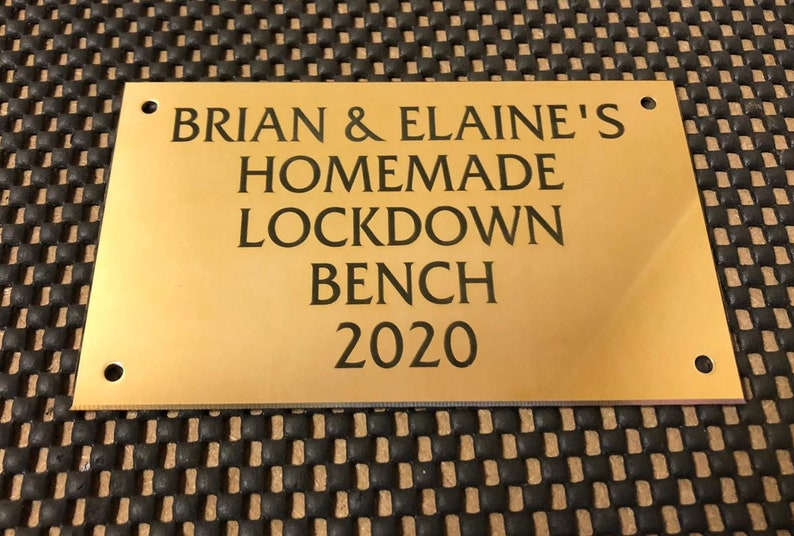 BRIAN & ELAINE'S
HOMEMADE
LOCKDOWN
BENCH
2020